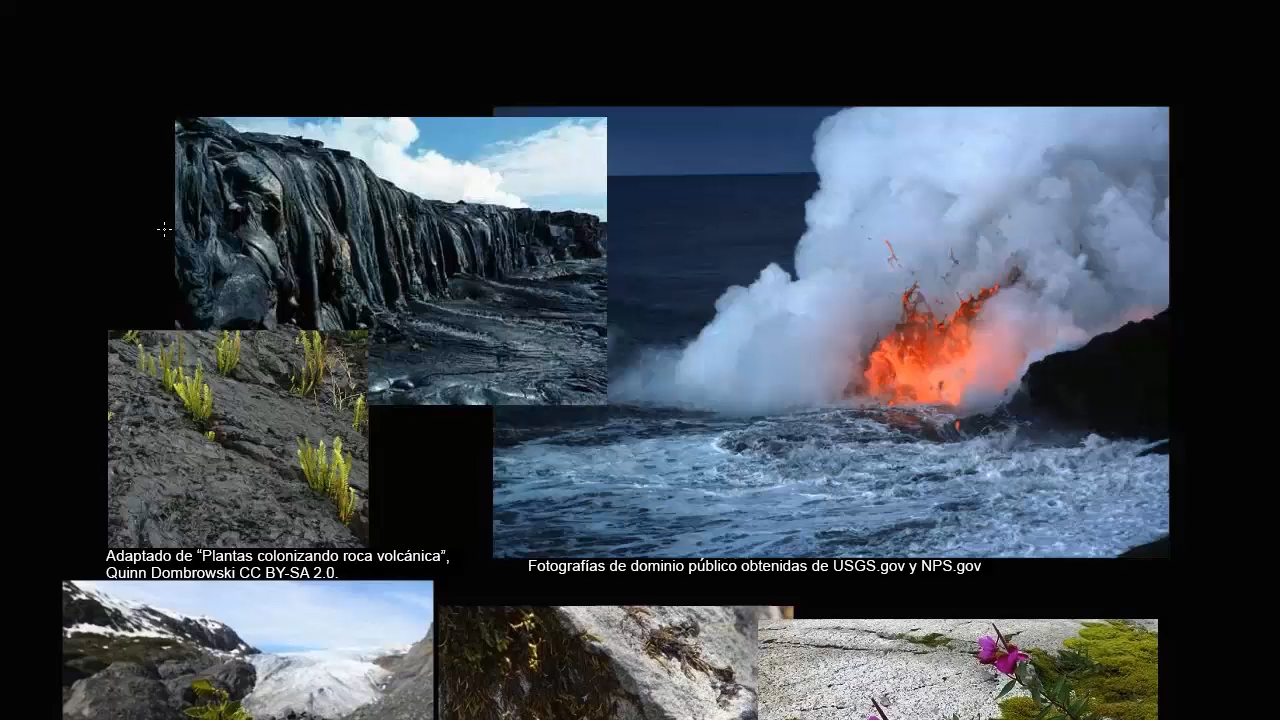 Adaptado de “Plantas colonizando roca volcánica”,
Quinn Dombrowski CC BY-SA 2.0.
Fotografías de dominio público obtenidas de USGS.gov y NPS.gov